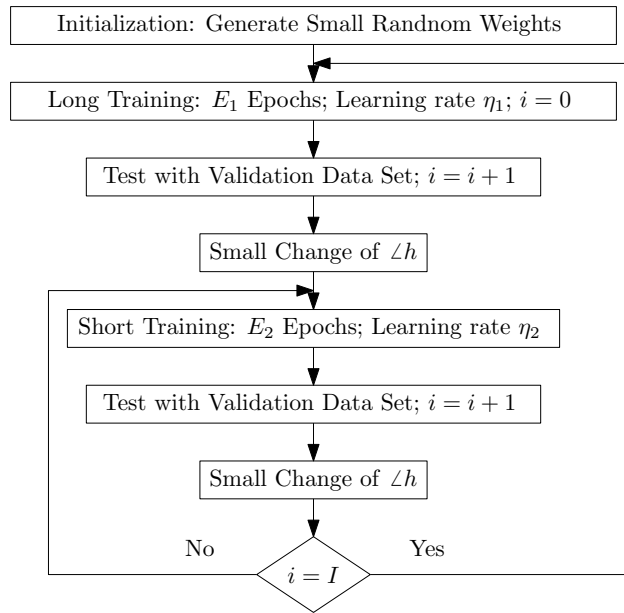 Initialization: Generate Small Randnom Weights
Long Training: E₁ Epochs; Learning rate η₁; i = 0
Test with Validation Data Set; i = i + 1
Small Change of ∠h
Short Training: E₂ Epochs; Learning rate η₂
Test with Validation Data Set; i = i + 1
Small Change of ∠h
No
Yes
i = I